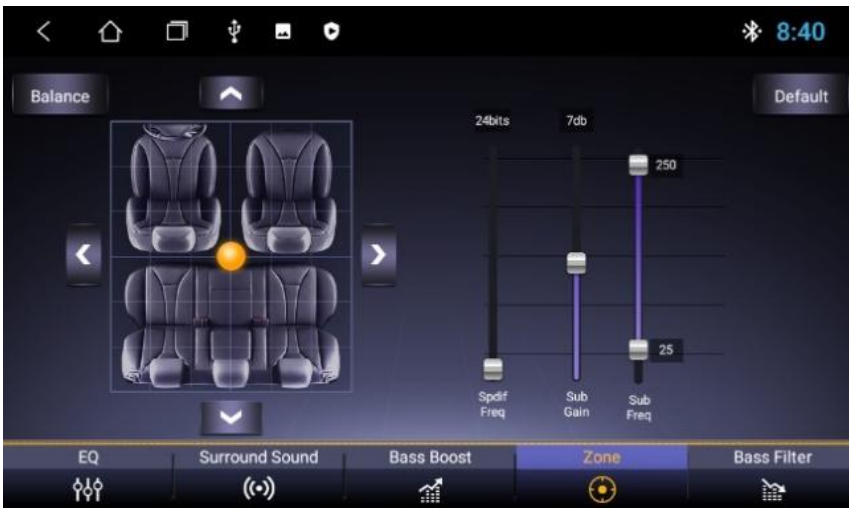 8:40
Balance
Default
24bits
7db
250
25
Spdif
Freq
Sub
Gain
Sub
Freq
EQ
Surround Sound
Bass Boost
Zone
Bass Filter